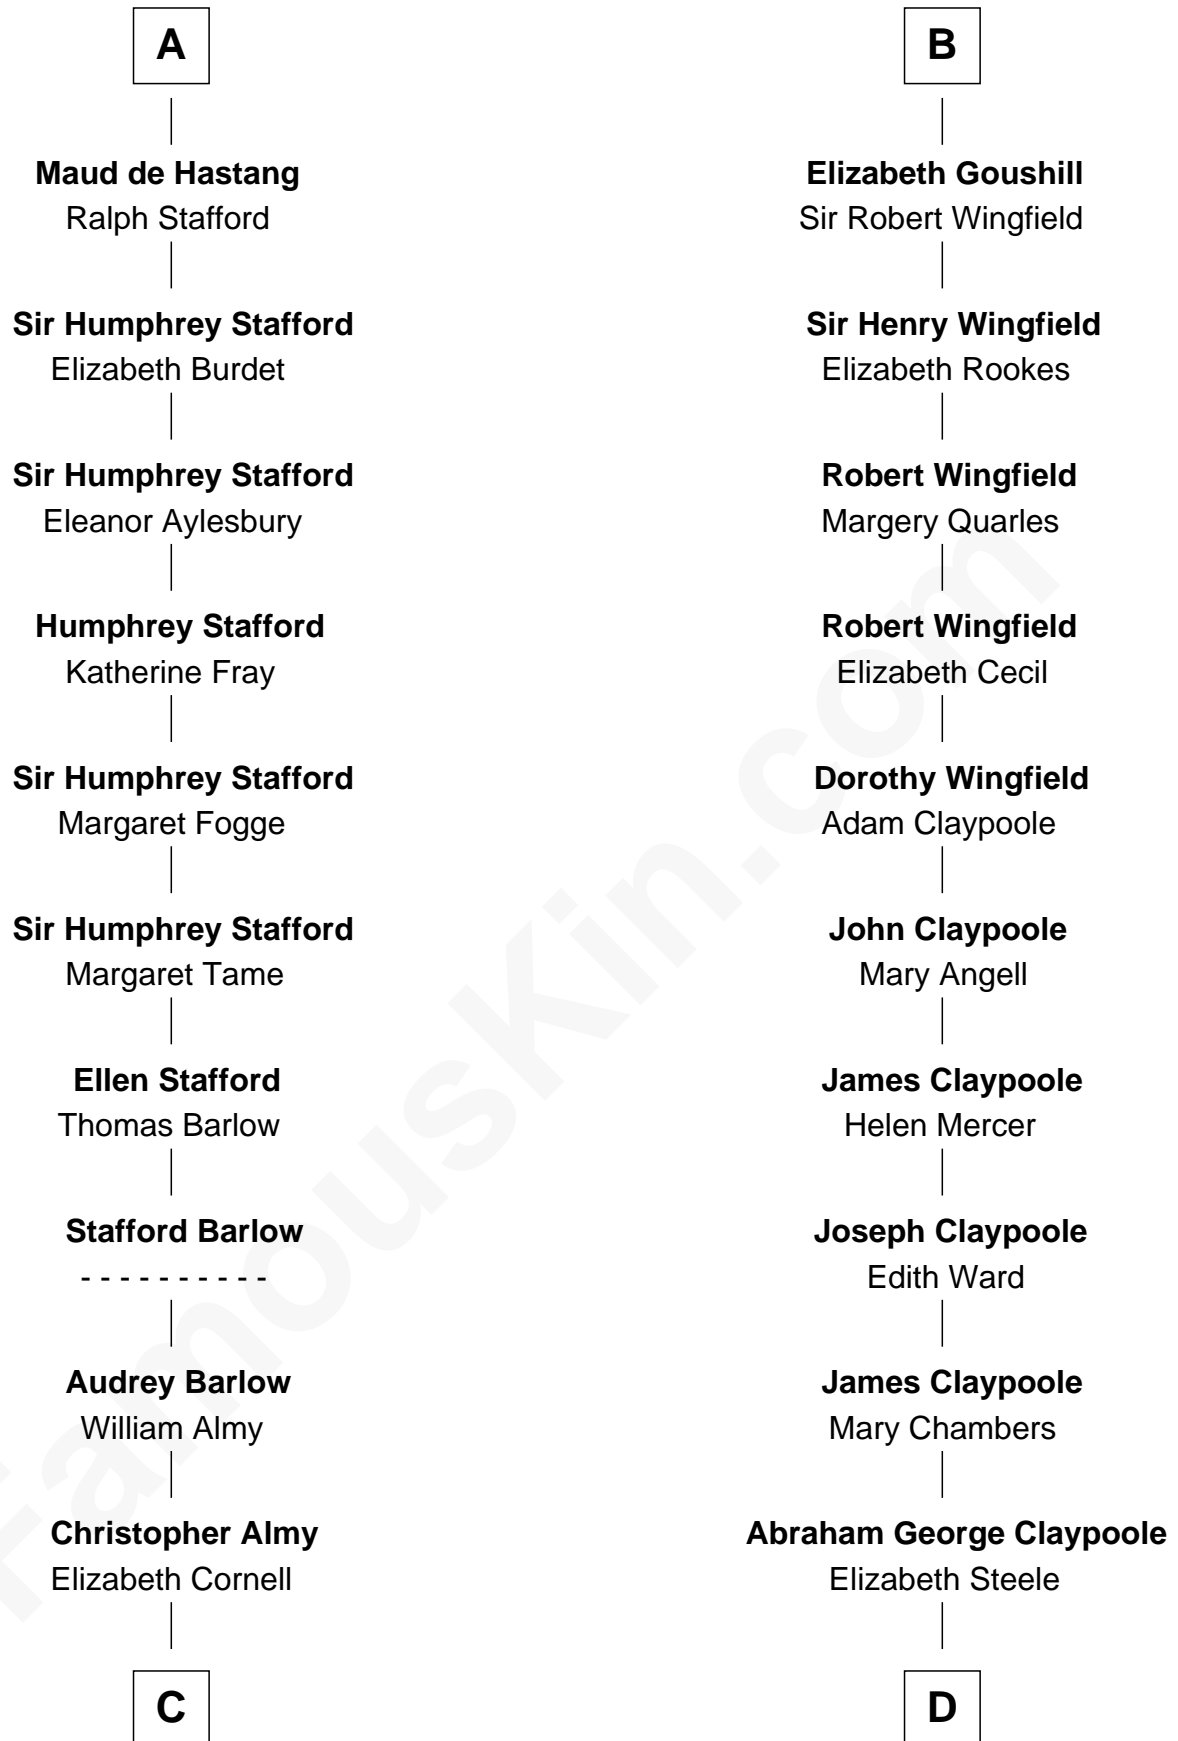 A
Maud de Hastang
Ralph Stafford
Sir Humphrey Stafford
Elizabeth Burdet
Sir Humphrey Stafford
Eleanor Aylesbury
Humphrey Stafford
Katherine Fray
Sir Humphrey Stafford
Margaret Fogge
Sir Humphrey Stafford
Margaret Tame
Ellen Stafford
Thomas Barlow
Stafford Barlow
- - - - - - - - - -
Audrey Barlow
William Almy
Christopher Almy
Elizabeth Cornell
C
B
Elizabeth Goushill
Sir Robert Wingfield
Sir Henry Wingfield
Elizabeth Rookes
Robert Wingfield
Margery Quarles
Robert Wingfield
Elizabeth Cecil
Dorothy Wingfield
Adam Claypoole
John Claypoole
Mary Angell
James Claypoole
Helen Mercer
Joseph Claypoole
Edith Ward
James Claypoole
Mary Chambers
Abraham George Claypoole
Elizabeth Steele
D
FamousKin.com